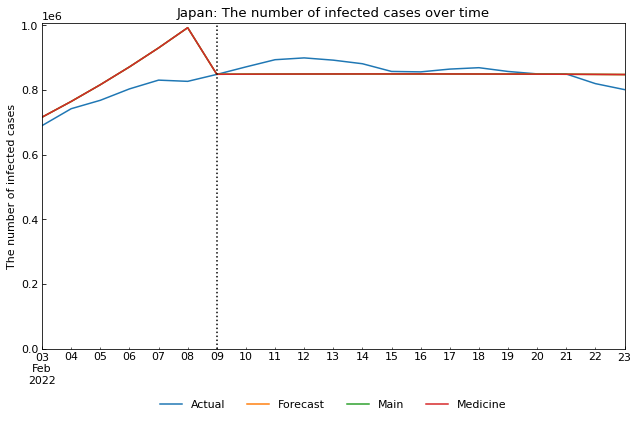 Japan: The number of infected cases over time
1e6
1.0
0.8
0.6
0.4
0.2
0.0
The number of infected cases
03 04 05 06 07 08 09 10 11 12 13 14 15 16 17 18 19 20 21 22 23
Feb
2022
Actual Forecast Main Medicine